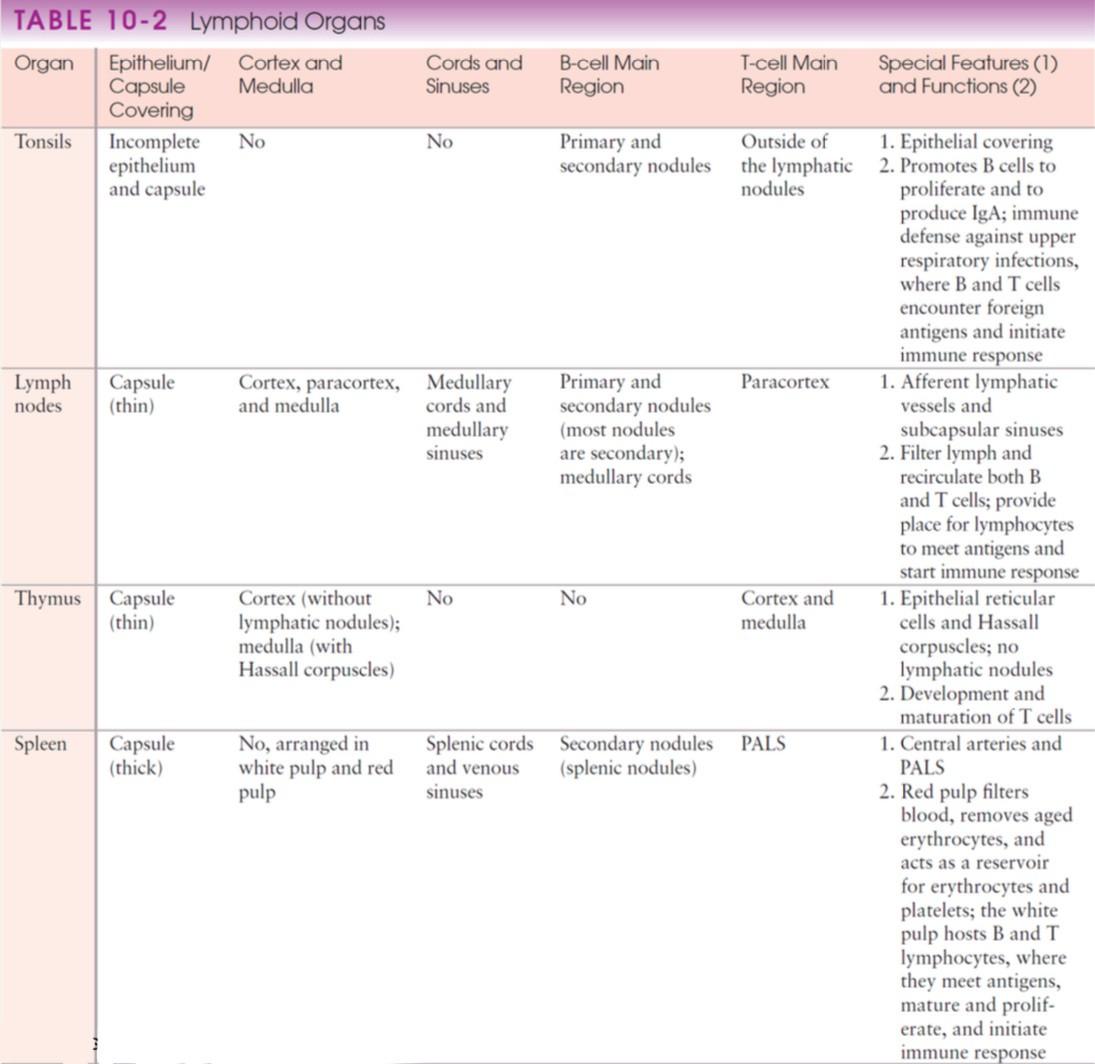 TABLE 10-2 Lymphoid Organs
Organ
Epithelium/
Capsule
Covering
Cortex and
Medulla
Cords and
Sinuses
B-cell Main
Region
T-cell Main
Region
Special Features (1)
and Functions (2)
Tonsils
Incomplete
epithelium
and capsule
No
No
Primary and
secondary nodules
Outside of
the lymphatic
nodules
1. Epithelial covering
2. Promotes B cells to
proliferate and to
produce IgA; immune
defense against upper
respiratory infections,
where B and T cells
encounter foreign
antigens and initiate
immune response
Lymph
nodes
Capsule
(thin)
Cortex, paracortex,
and medulla
Medullary
cords and
medullary
sinuses
Primary and
secondary nodules
(most nodules
are secondary);
medullary cords
Paracortex
1. Afferent lymphatic
vessels and
subcapsular sinuses
2. Filter lymph and
recirculate both B
and T cells; provide
place for lymphocytes
to meet antigens and
start immune response
Thymus
Capsule
(thin)
Cortex (without
lymphatic nodules);
medulla (with
Hassall corpuscles)
No
No
Cortex and
medulla
1. Epithelial reticular
cells and Hassall
corpuscles; no
lymphatic nodules
2. Development and
maturation of T cells
Spleen
Capsule
(thick)
No, arranged in
white pulp and red
pulp
Splenic cords
and venous
sinuses
Secondary nodules
(splenic nodules)
PALS
1. Central arteries and
PALS
2. Red pulp filters
blood, removes aged
erythrocytes, and
acts as a reservoir
for erythrocytes and
platelets; the white
pulp hosts B and T
lymphocytes, where
they meet antigens,
mature and prolif-
erate, and initiate
immune response